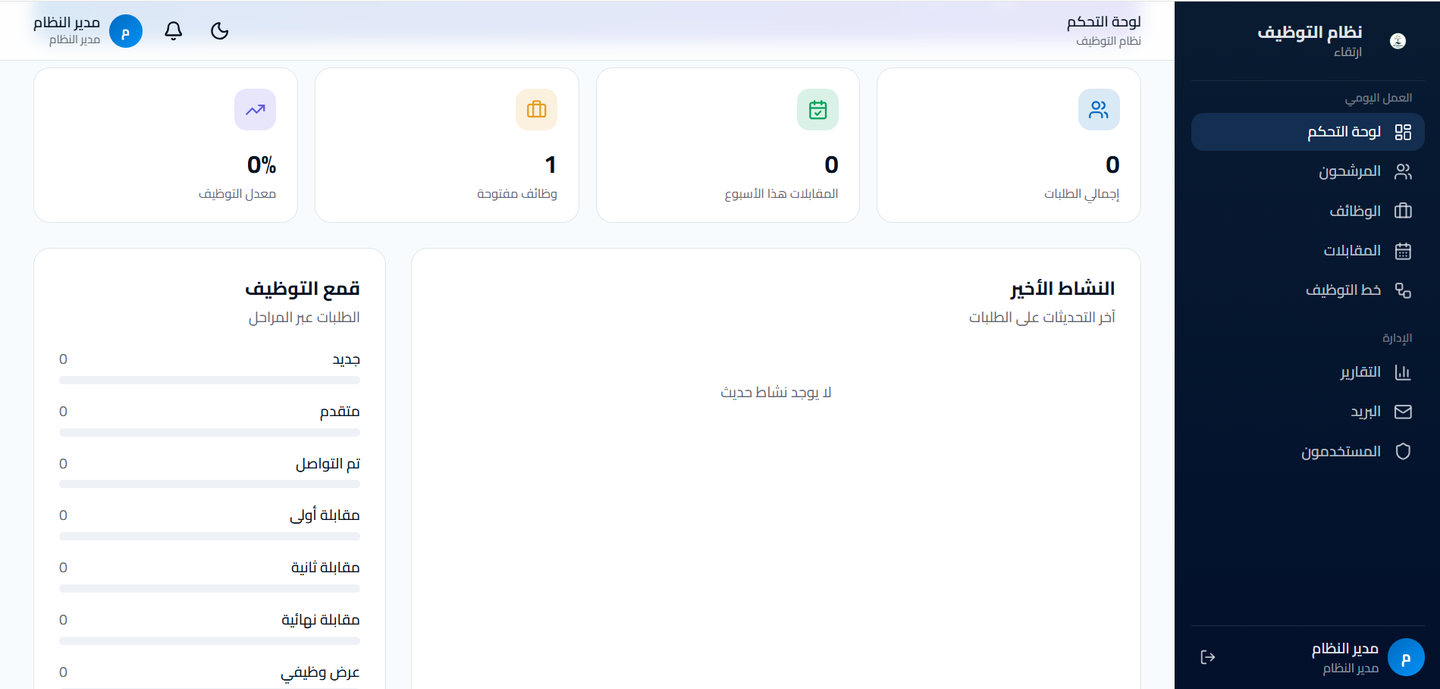 نظام التوظيف
ارتقاء
العمل اليومي
لوحة التحكم
المرشحون
الوظائف
المقابلات
خط التوظيف
الإدارة
التقارير
البريد
المستخدمون
م
مدير النظام
مدير النظام
لوحة التحكم
نظام التوظيف
م
مدير النظام
مدير النظام
0
إجمالي الطلبات
0
المقابلات هذا الأسبوع
1
وظائف مفتوحة
0%
معدل التوظيف
النشاط الأخير
آخر التحديثات على الطلبات
لا يوجد نشاط حديث
قمع التوظيف
الطلبات عبر المراحل
جديد 0
متقدم 0
تم التواصل 0
مقابلة أولى 0
مقابلة ثانية 0
مقابلة نهائية 0
عرض وظيفي 0